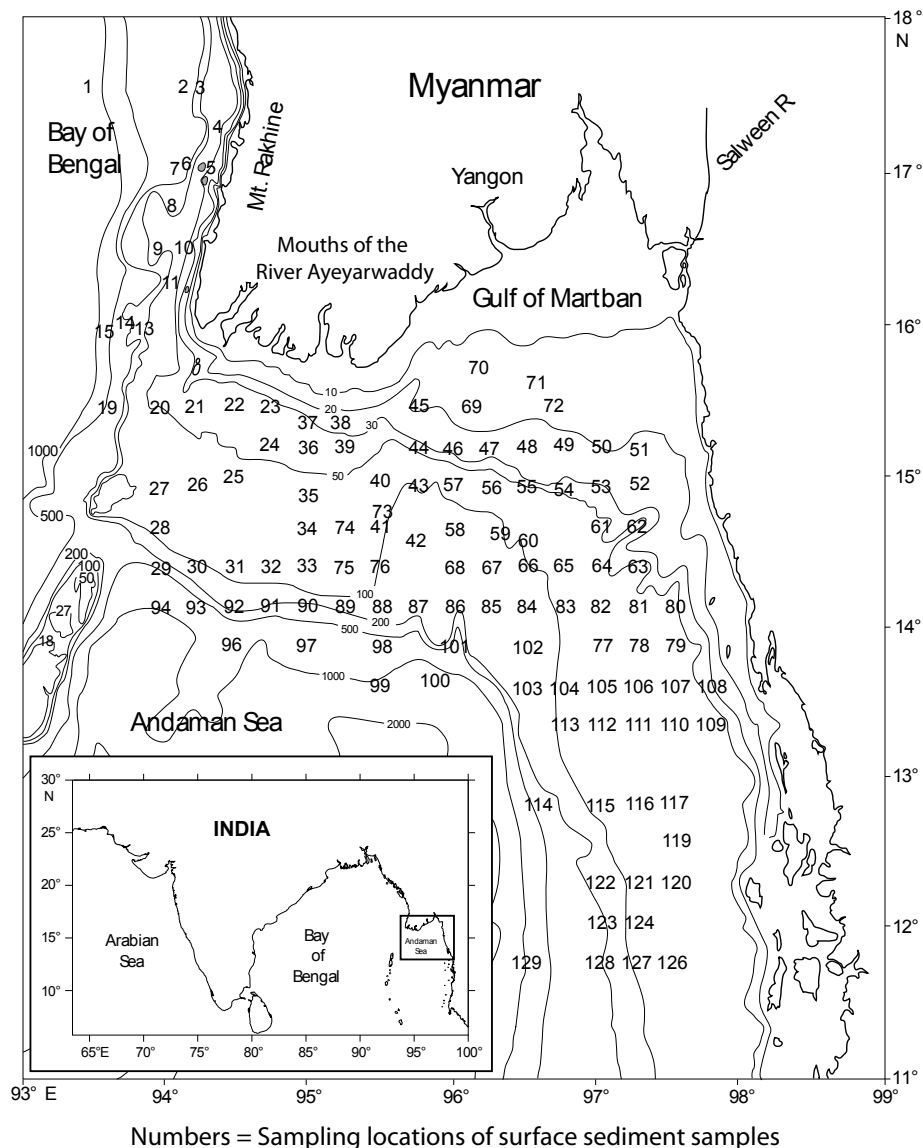 18° N
1 2 3
Myanmar
4
Bay of
Bengal
Mt. Rakhine
Salween R
7 6 5
17°
Yangon
8
9 10
Mouths of the
River Ayeyarwaddy
11
Gulf of Martban
15 14 13
16°
70
71
10
19 20 21 22 23
20
45 69 72
37 38 30
1000
24 36 39 44 46 47 48 49 50 51
50
25
15°
27 26 35 40 43 57 56 55 54 53 52
500
73
28 34 74 41 58 59 61 62
42 60
200
100
50
29 30 31 32 33 75 76 68 67 66 65 64 63
100
27
94 93 92 91 90 89 88 87 86 85 84 83 82 81 80
200
500
18
14°
96 97 98 101 102 77 78 79
1000
99 100 103 104 105 106 107 108
Andaman Sea
2000
113 112 111 110 109
13°
114 115 116 117
119
122 121 120
123 124
12°
129 128 127 126
30°
N
25°
20°
15°
10°
INDIA
Arabian
Sea
Bay
of
Bengal
Andaman
Sea
65°E 70° 75° 80° 85° 90° 95° 100°
11°
93° E 94° 95° 96° 97° 98° 99°
Numbers = Sampling locations of surface sediment samples